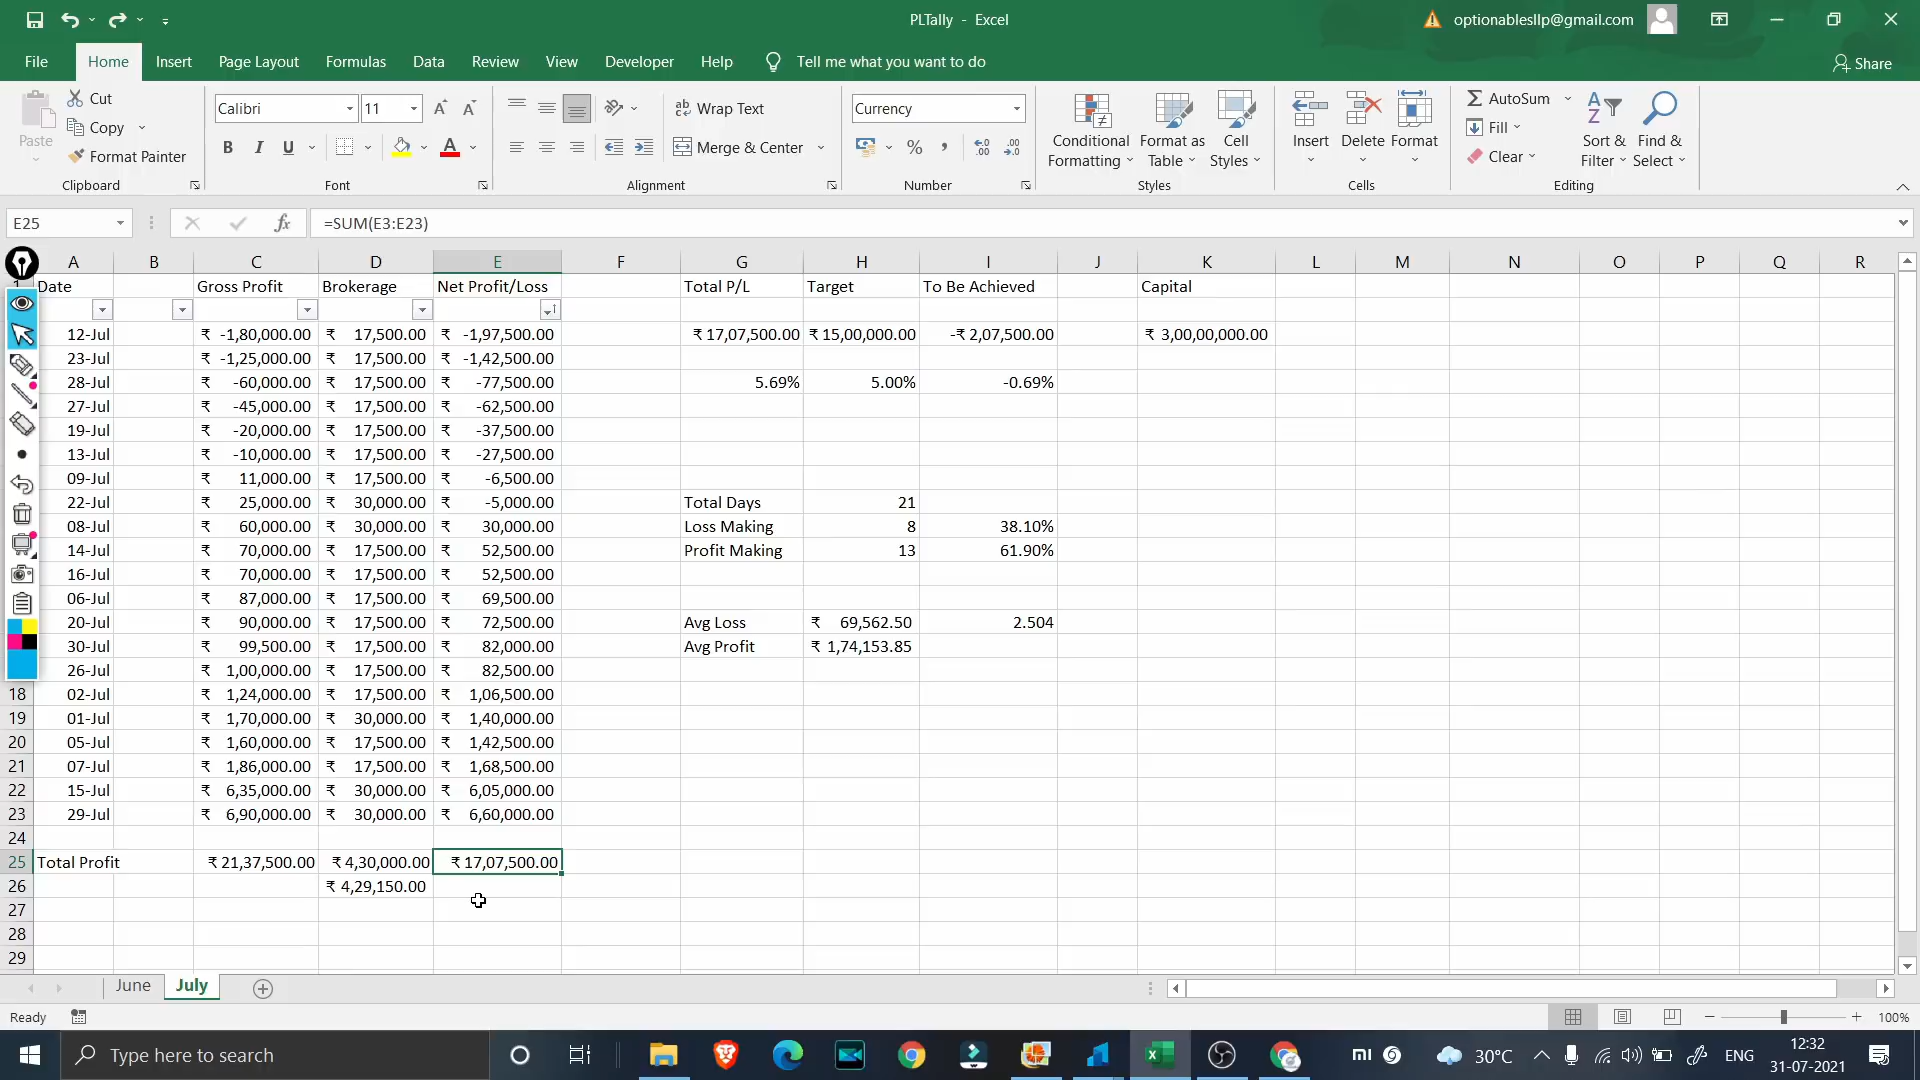 PLTally - Excel
optionablesllp@gmail.com
File Home Insert Page Layout Formulas Data Review View Developer Help Tell me what you want to do
Share
Paste
Cut
Copy
Format Painter
Clipboard
Calibri 11
B I U
Font
Wrap Text
Merge & Center
Alignment
Currency
Number
Conditional Formatting
Format as Table
Cell Styles
Styles
Insert Delete Format
Cells
AutoSum
Fill
Clear
Sort & Filter
Find & Select
Editing
E25 fx =SUM(E3:E23)
A B C D E F G H I J K L M N O P Q R
Date Gross Profit Brokerage Net Profit/Loss Total P/L Target To Be Achieved Capital
12-Jul ₹ -1,80,000.00 ₹ 17,500.00 ₹ -1,97,500.00 ₹ 17,07,500.00 ₹ 15,00,000.00 -₹ 2,07,500.00 ₹ 3,00,00,000.00
23-Jul ₹ -1,25,000.00 ₹ 17,500.00 ₹ -1,42,500.00
28-Jul ₹ -60,000.00 ₹ 17,500.00 ₹ -77,500.00 5.69% 5.00% -0.69%
27-Jul ₹ -45,000.00 ₹ 17,500.00 ₹ -62,500.00
19-Jul ₹ -20,000.00 ₹ 17,500.00 ₹ -37,500.00
13-Jul ₹ -10,000.00 ₹ 17,500.00 ₹ -27,500.00
09-Jul ₹ 11,000.00 ₹ 17,500.00 ₹ -6,500.00
22-Jul ₹ 25,000.00 ₹ 30,000.00 ₹ -5,000.00 Total Days 21
08-Jul ₹ 60,000.00 ₹ 30,000.00 ₹ 30,000.00 Loss Making 8 38.10%
14-Jul ₹ 70,000.00 ₹ 17,500.00 ₹ 52,500.00 Profit Making 13 61.90%
16-Jul ₹ 70,000.00 ₹ 17,500.00 ₹ 52,500.00
06-Jul ₹ 87,000.00 ₹ 17,500.00 ₹ 69,500.00
20-Jul ₹ 90,000.00 ₹ 17,500.00 ₹ 72,500.00 Avg Loss ₹ 69,562.50 2.504
30-Jul ₹ 99,500.00 ₹ 17,500.00 ₹ 82,000.00 Avg Profit ₹ 1,74,153.85
26-Jul ₹ 1,00,000.00 ₹ 17,500.00 ₹ 82,500.00
18 02-Jul ₹ 1,24,000.00 ₹ 17,500.00 ₹ 1,06,500.00
19 01-Jul ₹ 1,70,000.00 ₹ 30,000.00 ₹ 1,40,000.00
20 05-Jul ₹ 1,60,000.00 ₹ 17,500.00 ₹ 1,42,500.00
21 07-Jul ₹ 1,86,000.00 ₹ 17,500.00 ₹ 1,68,500.00
22 15-Jul ₹ 6,35,000.00 ₹ 30,000.00 ₹ 6,05,000.00
23 29-Jul ₹ 6,90,000.00 ₹ 30,000.00 ₹ 6,60,000.00
24
25 Total Profit ₹ 21,37,500.00 ₹ 4,30,000.00 ₹ 17,07,500.00
26 ₹ 4,29,150.00
27
28
29
June July
Ready 100%
Type here to search
30°C ENG 12:32
31-07-2021